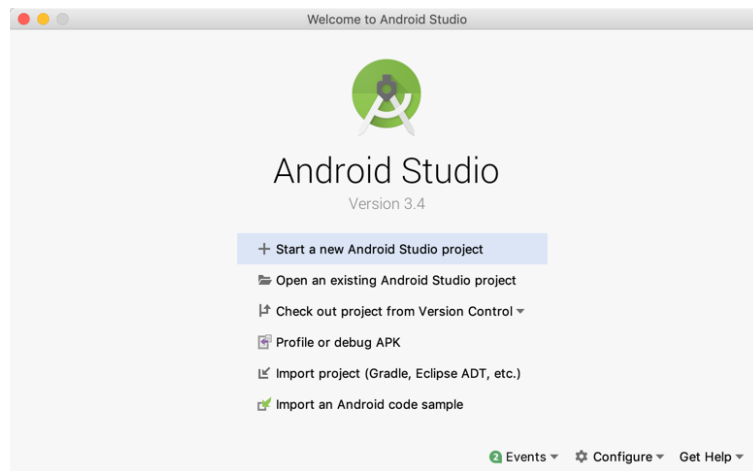 Welcome to Android Studio
Android Studio
Version 3.4
Start a new Android Studio project
Open an existing Android Studio project
Check out project from Version Control
Profile or debug APK
Import project (Gradle, Eclipse ADT, etc.)
Import an Android code sample
2 Events Configure Get Help